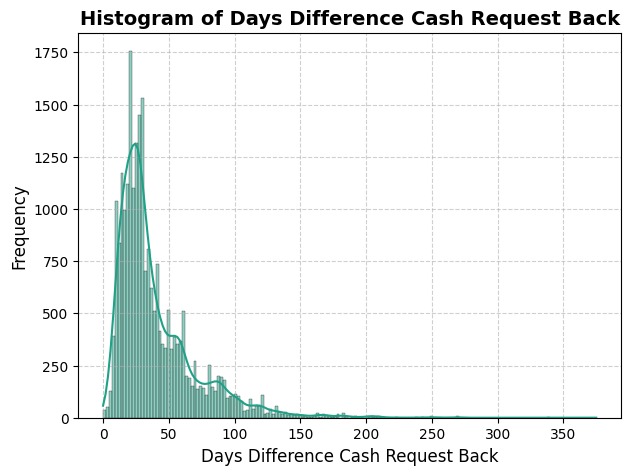 Histogram of Days Difference Cash Request Back
1750
1500
1250
1000
750
500
250
0
Frequency
0 50 100 150 200 250 300 350
Days Difference Cash Request Back